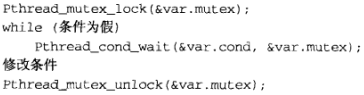 Pthread_mutex_lock(&var.mutex);
while (条件为假)
    Pthread_cond_wait(&var.cond, &var.mutex);
修改条件
Pthread_mutex_unlock(&var.mutex);